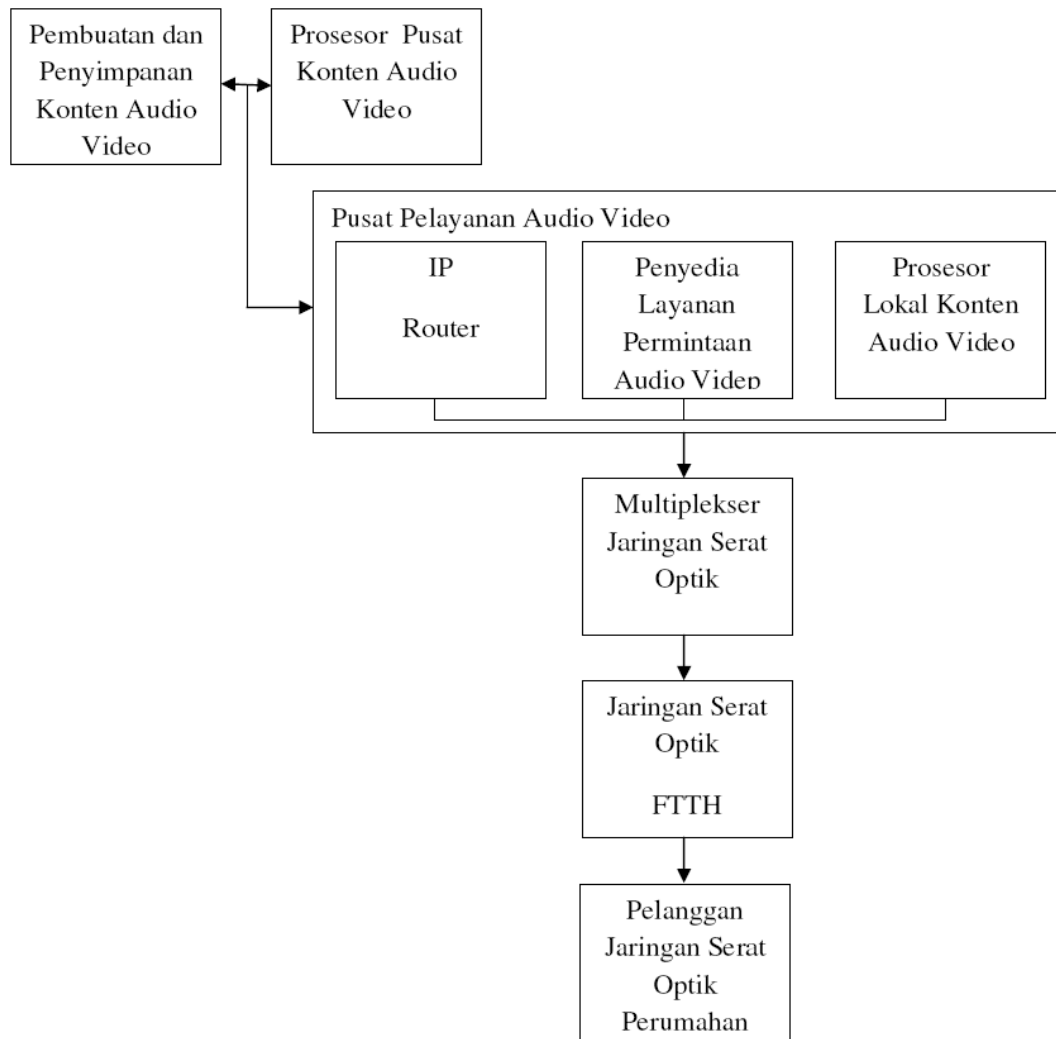 Pembuatan dan
Penyimpanan
Konten Audio
Video
Prosesor Pusat
Konten Audio
Video
Pusat Pelayanan Audio Video
IP
Router
Penyedia
Layanan
Permintaan
Audio Videp
Prosesor
Lokal Konten
Audio Video
Multiplekser
Jaringan Serat
Optik
Jaringan Serat
Optik
FTTH
Pelanggan
Jaringan Serat
Optik
Perumahan